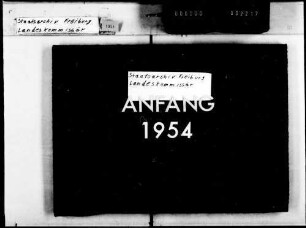 Staatsarchiv Freiburg
Landeskommissär
Staatsarchiv Freiburg
Landeskommissär
ANFANG
1954